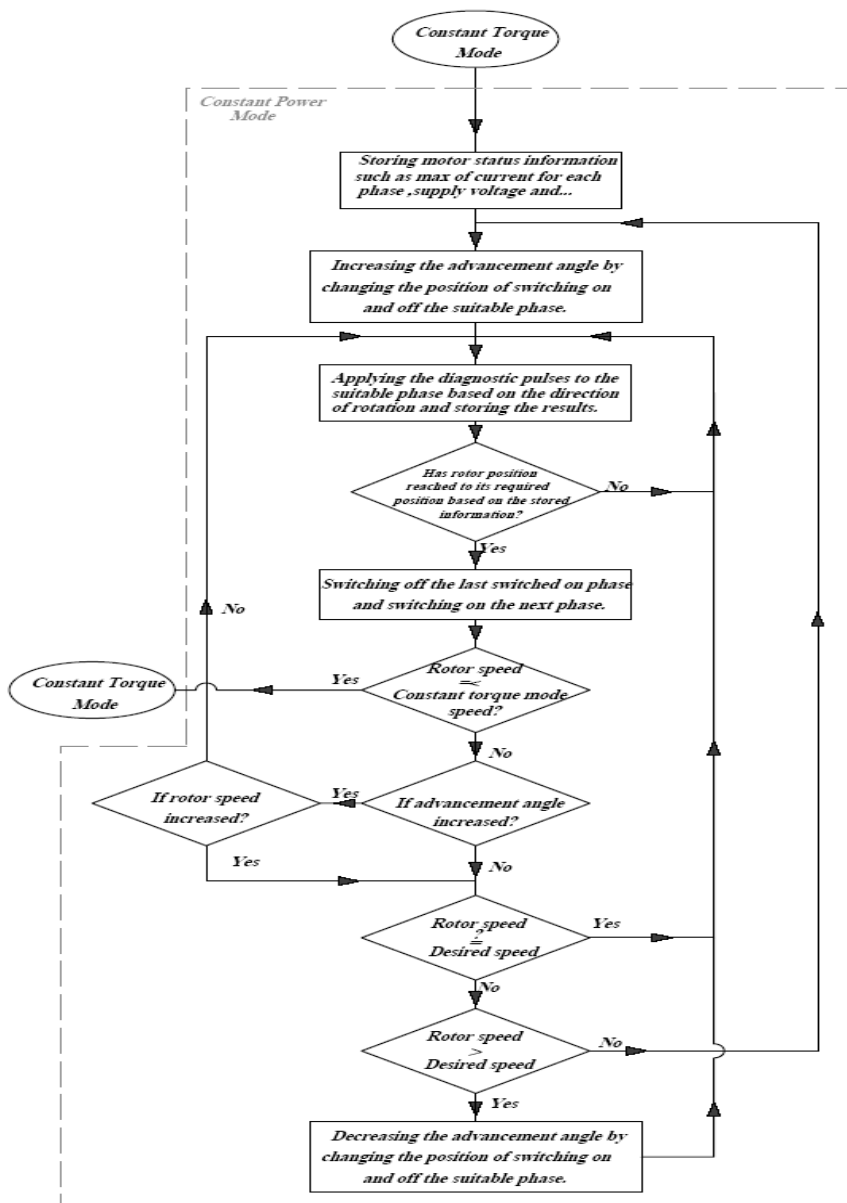 Constant Torque
Mode
Constant Power
Mode
Storing motor status information
such as max of current for each
phase ,supply voltage and...
Increasing the advancement angle by
changing the position of switching on
and off the suitable phase.
Applying the diagnostic pulses to the
suitable phase based on the direction
of rotation and storing the results.
Has rotor position
reached to its required
position based on the stored
information?
No
Yes
Switching off the last switched on phase
and switching on the next phase.
No
Rotor speed
=<
Constant torque mode
speed?
Yes
Constant Torque
Mode
No
If advancement angle
increased?
Yes
If rotor speed
increased?
Yes
No
Rotor speed
?
=
Desired speed
Yes
No
Rotor speed
>
Desired speed
No
Yes
Decreasing the advancement angle by
changing the position of switching on
and off the suitable phase.